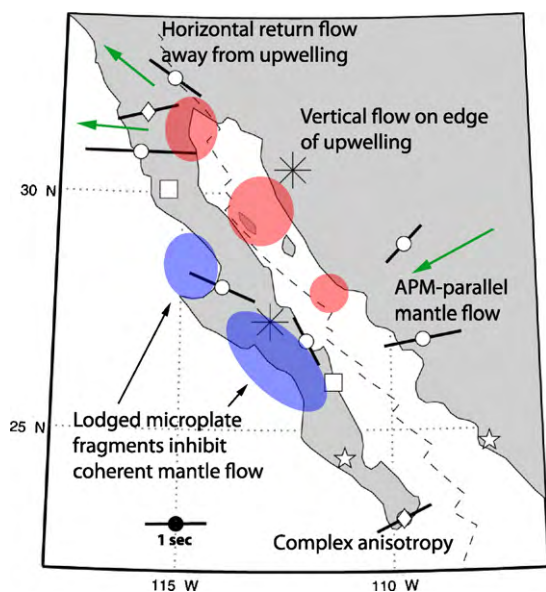 Horizontal return flow
away from upwelling
Vertical flow on edge
of upwelling
30 N
APM-parallel
mantle flow
25 N
Lodged microplate
fragments inhibit
coherent mantle flow
1 sec
Complex anisotropy
115 W
110 W